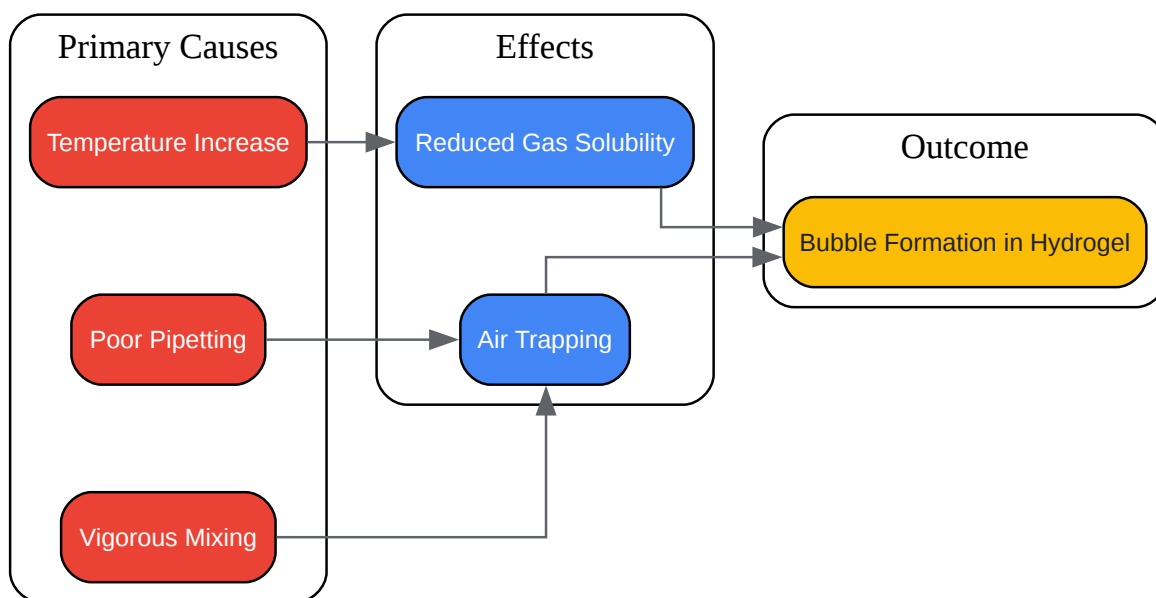 Primary Causes
Temperature Increase
Poor Pipetting
Vigorous Mixing
Effects
Reduced Gas Solubility
Air Trapping
Outcome
Bubble Formation in Hydrogel